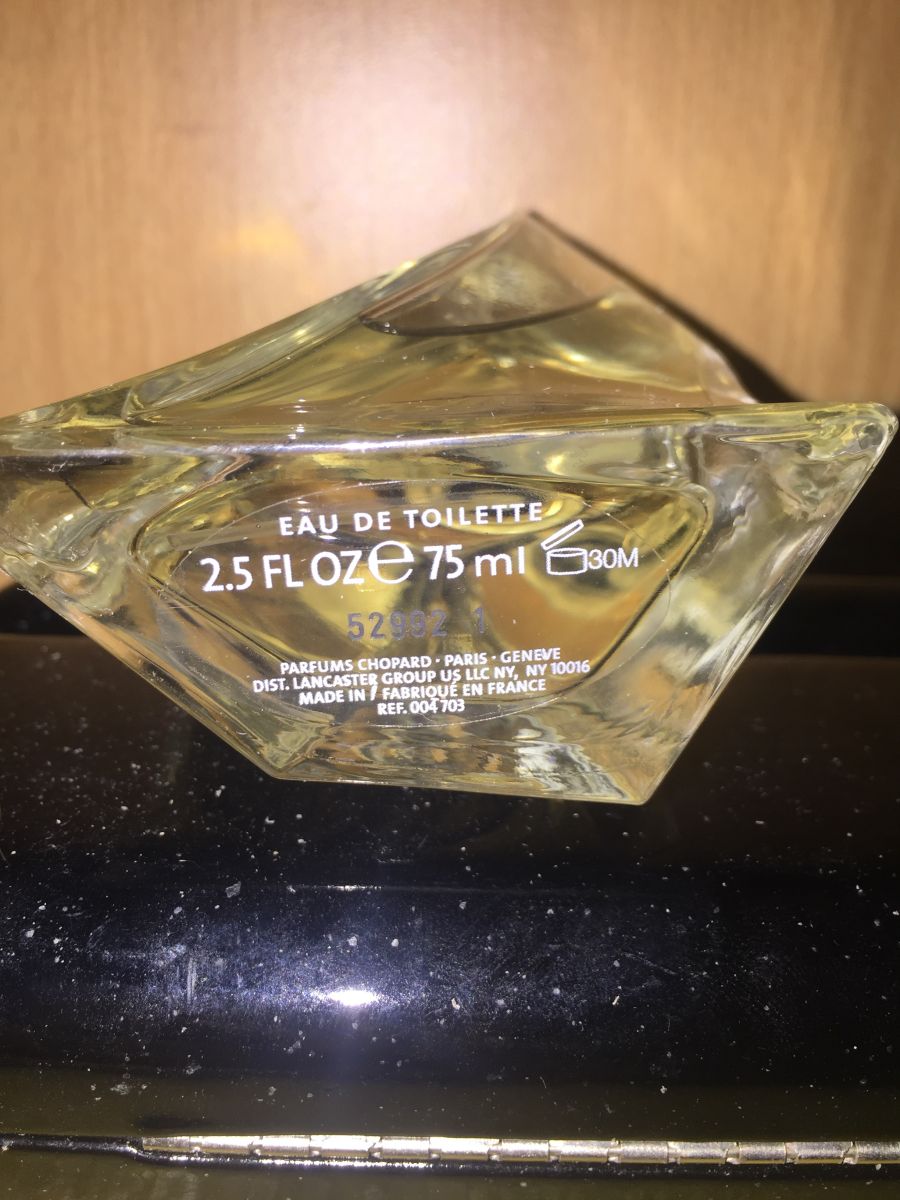 EAU DE TOILETTE
2.5 FL OZ ℮ 75 ml 30M
52992 1
PARFUMS CHOPARD · PARIS · GENEVE
DIST. LANCASTER GROUP US LLC NY, NY 10016
MADE IN / FABRIQUÉ EN FRANCE
REF. 004 703